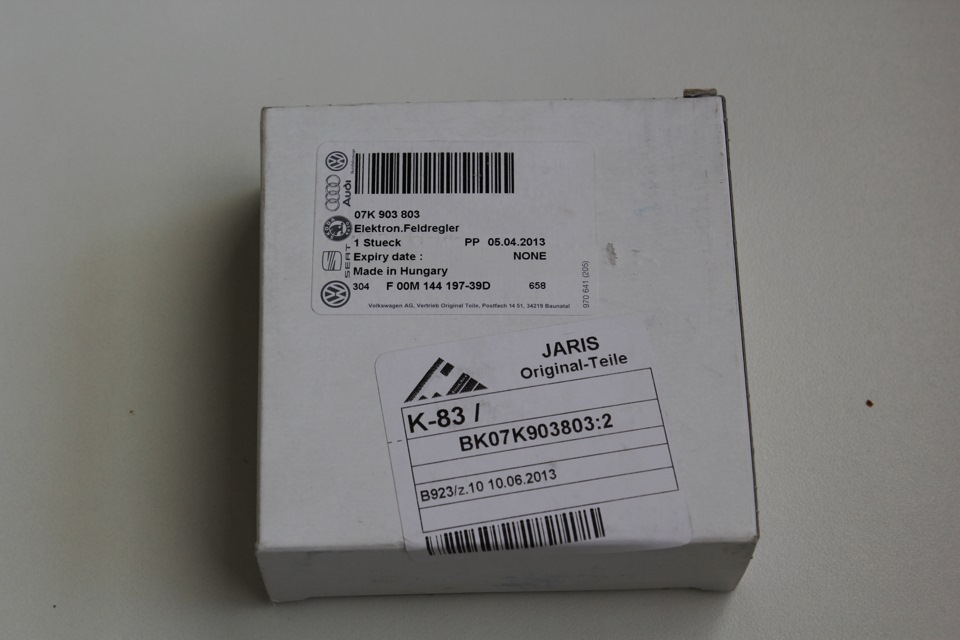 Audi
SEAT
07K 903 803
Elektron.Feldregler
1 Stueck PP 05.04.2013
Expiry date : NONE
Made in Hungary
304 F 00M 144 197-39D 658
Volkswagen AG, Vertrieb Original Teile, Postfach 14 51, 34219 Baunatal
970 641 (205)
JARIS
Original-Teile
K-83 /
BK07K903803:2
B923/z.10 10.06.2013